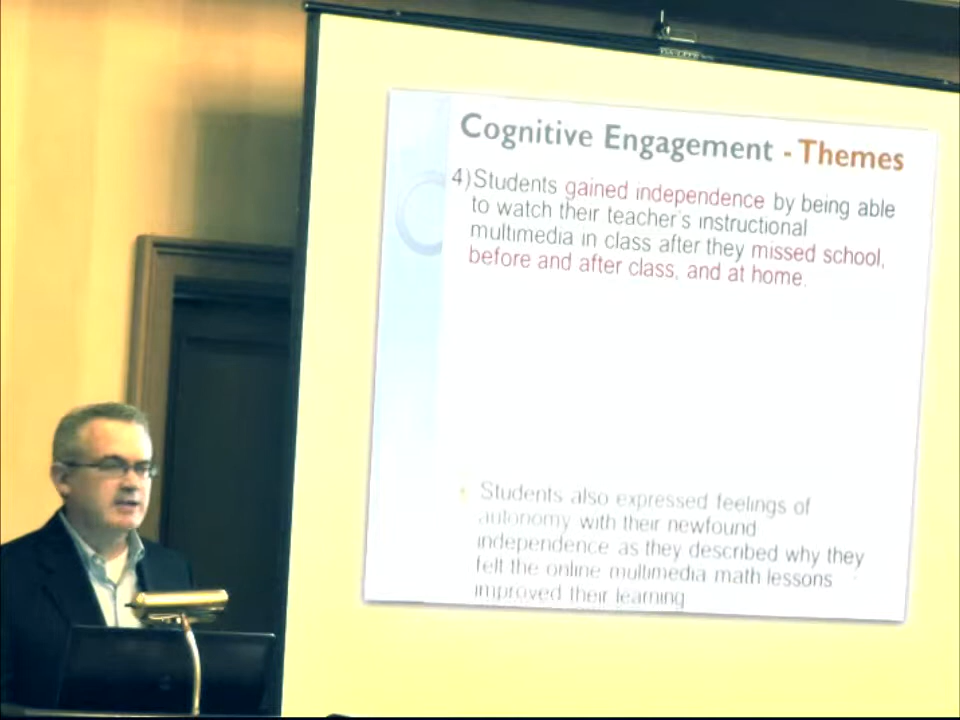 Cognitive Engagement - Themes
4)Students gained independence by being able
to watch their teacher's instructional
multimedia in class after they missed school,
before and after class, and at home.
Students also expressed feelings of
autonomy with their newfound
independence as they described why they
felt the online multimedia math lessons
improved their learning